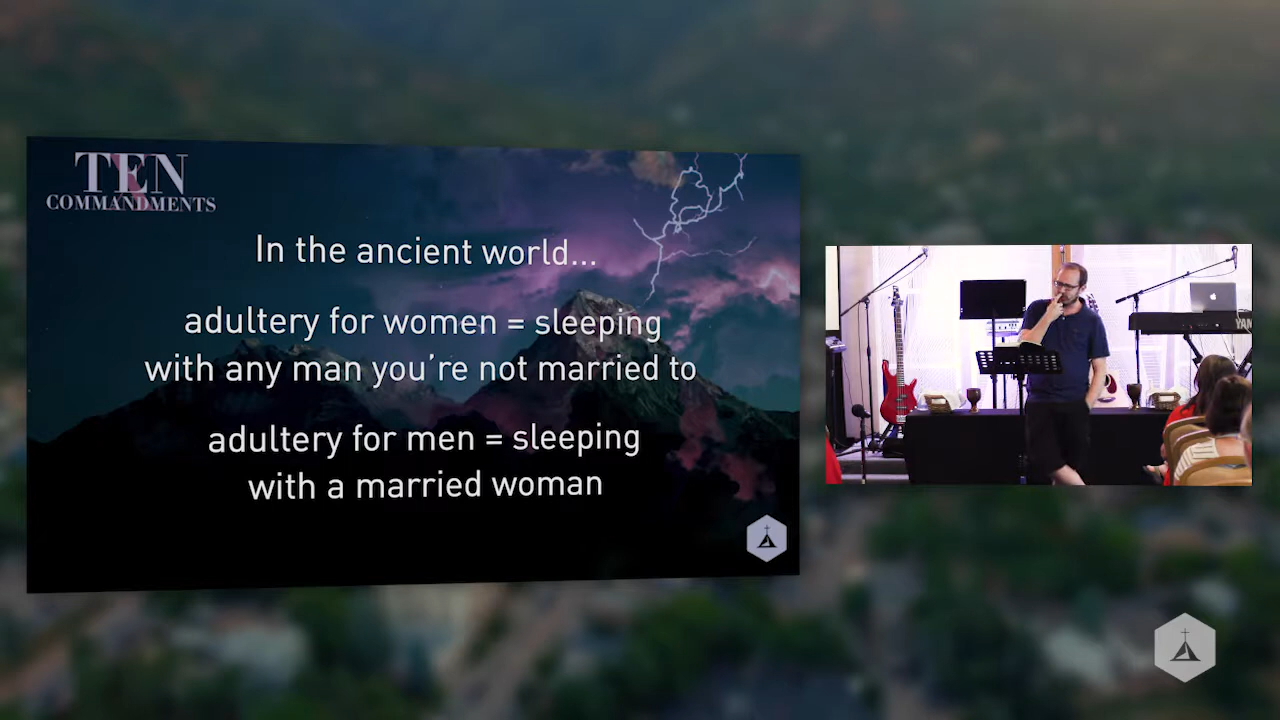 TEN
COMMANDMENTS
In the ancient world...
adultery for women = sleeping
with any man you’re not married to
adultery for men = sleeping
with a married woman